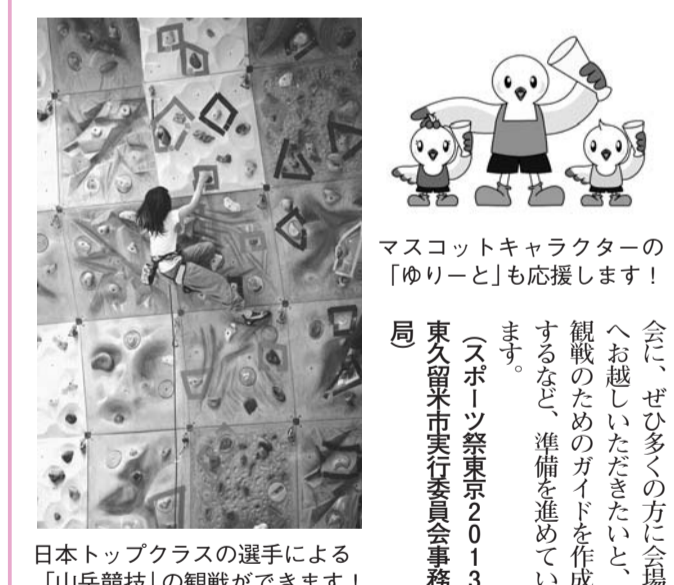 マスコットキャラクターの
「ゆりーと」も応援します！
会に、ぜひ多くの方に会場
へお越しいただきたいと、
観戦のためのガイドを作成
するなど、準備を進めてい
ます。
（スポーツ祭東京２０１３
東久留米市実行委員会事務
局）
日本トップクラスの選手による
「山岳競技」の観戦ができます！